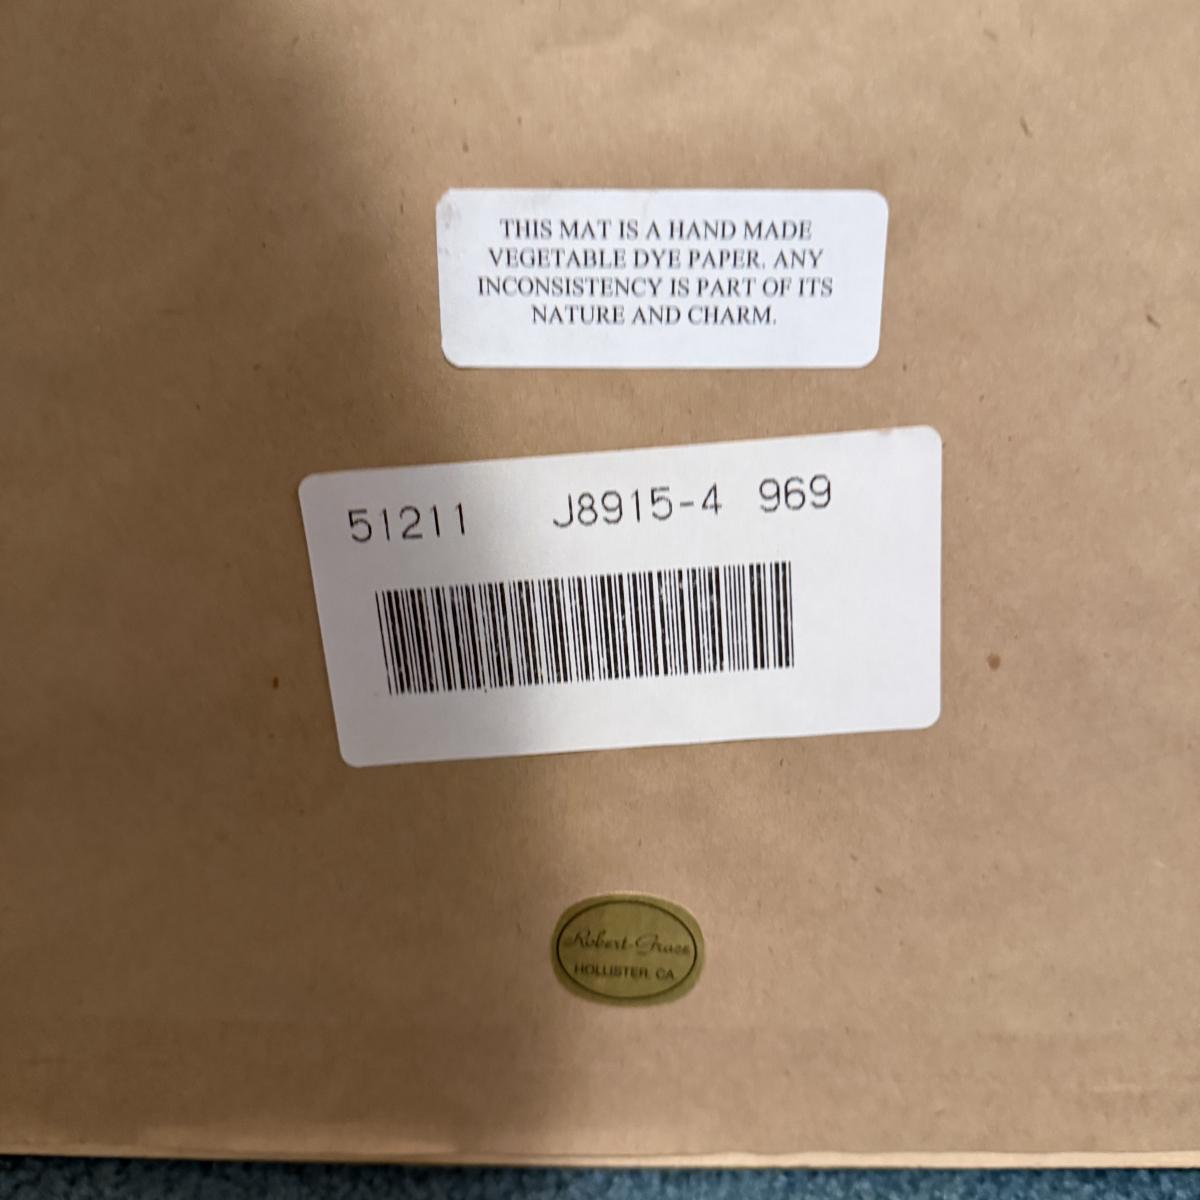 THIS MAT IS A HAND MADE
VEGETABLE DYE PAPER. ANY
INCONSISTENCY IS PART OF ITS
NATURE AND CHARM.
51211 J8915-4 969
Robert Grace
HOLLISTER, CA